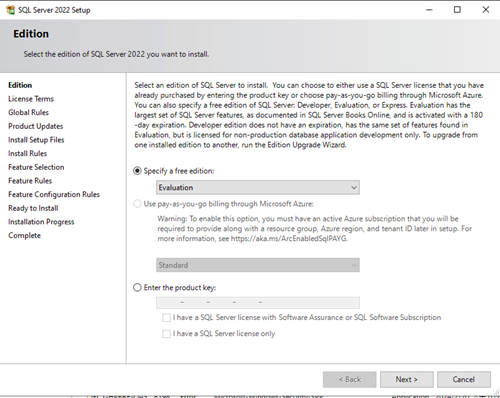 SQL Server 2022 Setup
Edition
Select the edition of SQL Server 2022 you want to install.
Edition
License Terms
Global Rules
Product Updates
Install Setup Files
Install Rules
Feature Selection
Feature Rules
Feature Configuration Rules
Ready to Install
Installation Progress
Complete
Select an edition of SQL Server to install. You can choose to either use a SQL Server license that you have
already purchased by entering the product key or choose pay-as-you-go billing through Microsoft Azure.
You can also specify a free edition of SQL Server: Developer, Evaluation, or Express. Evaluation has the
largest set of SQL Server features, as documented in SQL Server Books Online, and is activated with a 180
-day expiration. Developer edition does not have an expiration, has the same set of features found in
Evaluation, but is licensed for non-production database application development only. To upgrade from
one installed edition to another, run the Edition Upgrade Wizard.
Specify a free edition:
Evaluation
Use pay-as-you-go billing through Microsoft Azure:
Warning: To enable this option, you must have an active Azure subscription that you will be
required to provide along with a resource group, Azure region, and tenant ID later in setup. For
more information, see https://aka.ms/ArcEnabledSqlPAYG.
Standard
Enter the product key:
– – – –
I have a SQL Server license with Software Assurance or SQL Software Subscription
I have a SQL Server license only
< Back
Next >
Cancel